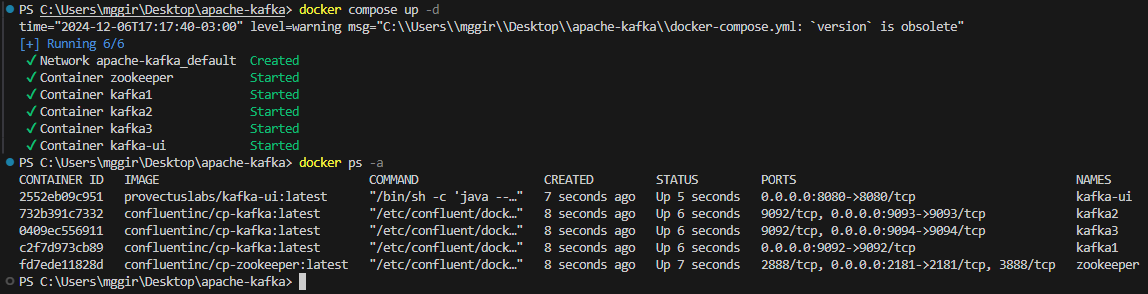 PS C:\Users\mggir\Desktop\apache-kafka> docker compose up -d
time="2024-12-06T17:17:40-03:00" level=warning msg="C:\\Users\\mggir\\Desktop\\apache-kafka\\docker-compose.yml: `version` is obsolete"
[+] Running 6/6
✓ Network apache-kafka_default  Created
✓ Container zookeeper           Started
✓ Container kafka1              Started
✓ Container kafka2              Started
✓ Container kafka3              Started
✓ Container kafka-ui            Started
PS C:\Users\mggir\Desktop\apache-kafka> docker ps -a
CONTAINER ID   IMAGE                              COMMAND                  CREATED         STATUS         PORTS                                        NAMES
2552eb09c951   provectuslabs/kafka-ui:latest      "/bin/sh -c 'java --…"   7 seconds ago   Up 5 seconds   0.0.0.0:8080->8080/tcp                       kafka-ui
732b391c7332   confluentinc/cp-kafka:latest       "/etc/confluent/dock…"   8 seconds ago   Up 6 seconds   9092/tcp, 0.0.0.0:9093->9093/tcp             kafka2
0409ec556911   confluentinc/cp-kafka:latest       "/etc/confluent/dock…"   8 seconds ago   Up 6 seconds   9092/tcp, 0.0.0.0:9094->9094/tcp             kafka3
c2f7d973cb89   confluentinc/cp-kafka:latest       "/etc/confluent/dock…"   8 seconds ago   Up 6 seconds   0.0.0.0:9092->9092/tcp                       kafka1
fd7ede11828d   confluentinc/cp-zookeeper:latest   "/etc/confluent/dock…"   8 seconds ago   Up 7 seconds   2888/tcp, 0.0.0.0:2181->2181/tcp, 3888/tcp   zookeeper
PS C:\Users\mggir\Desktop\apache-kafka>